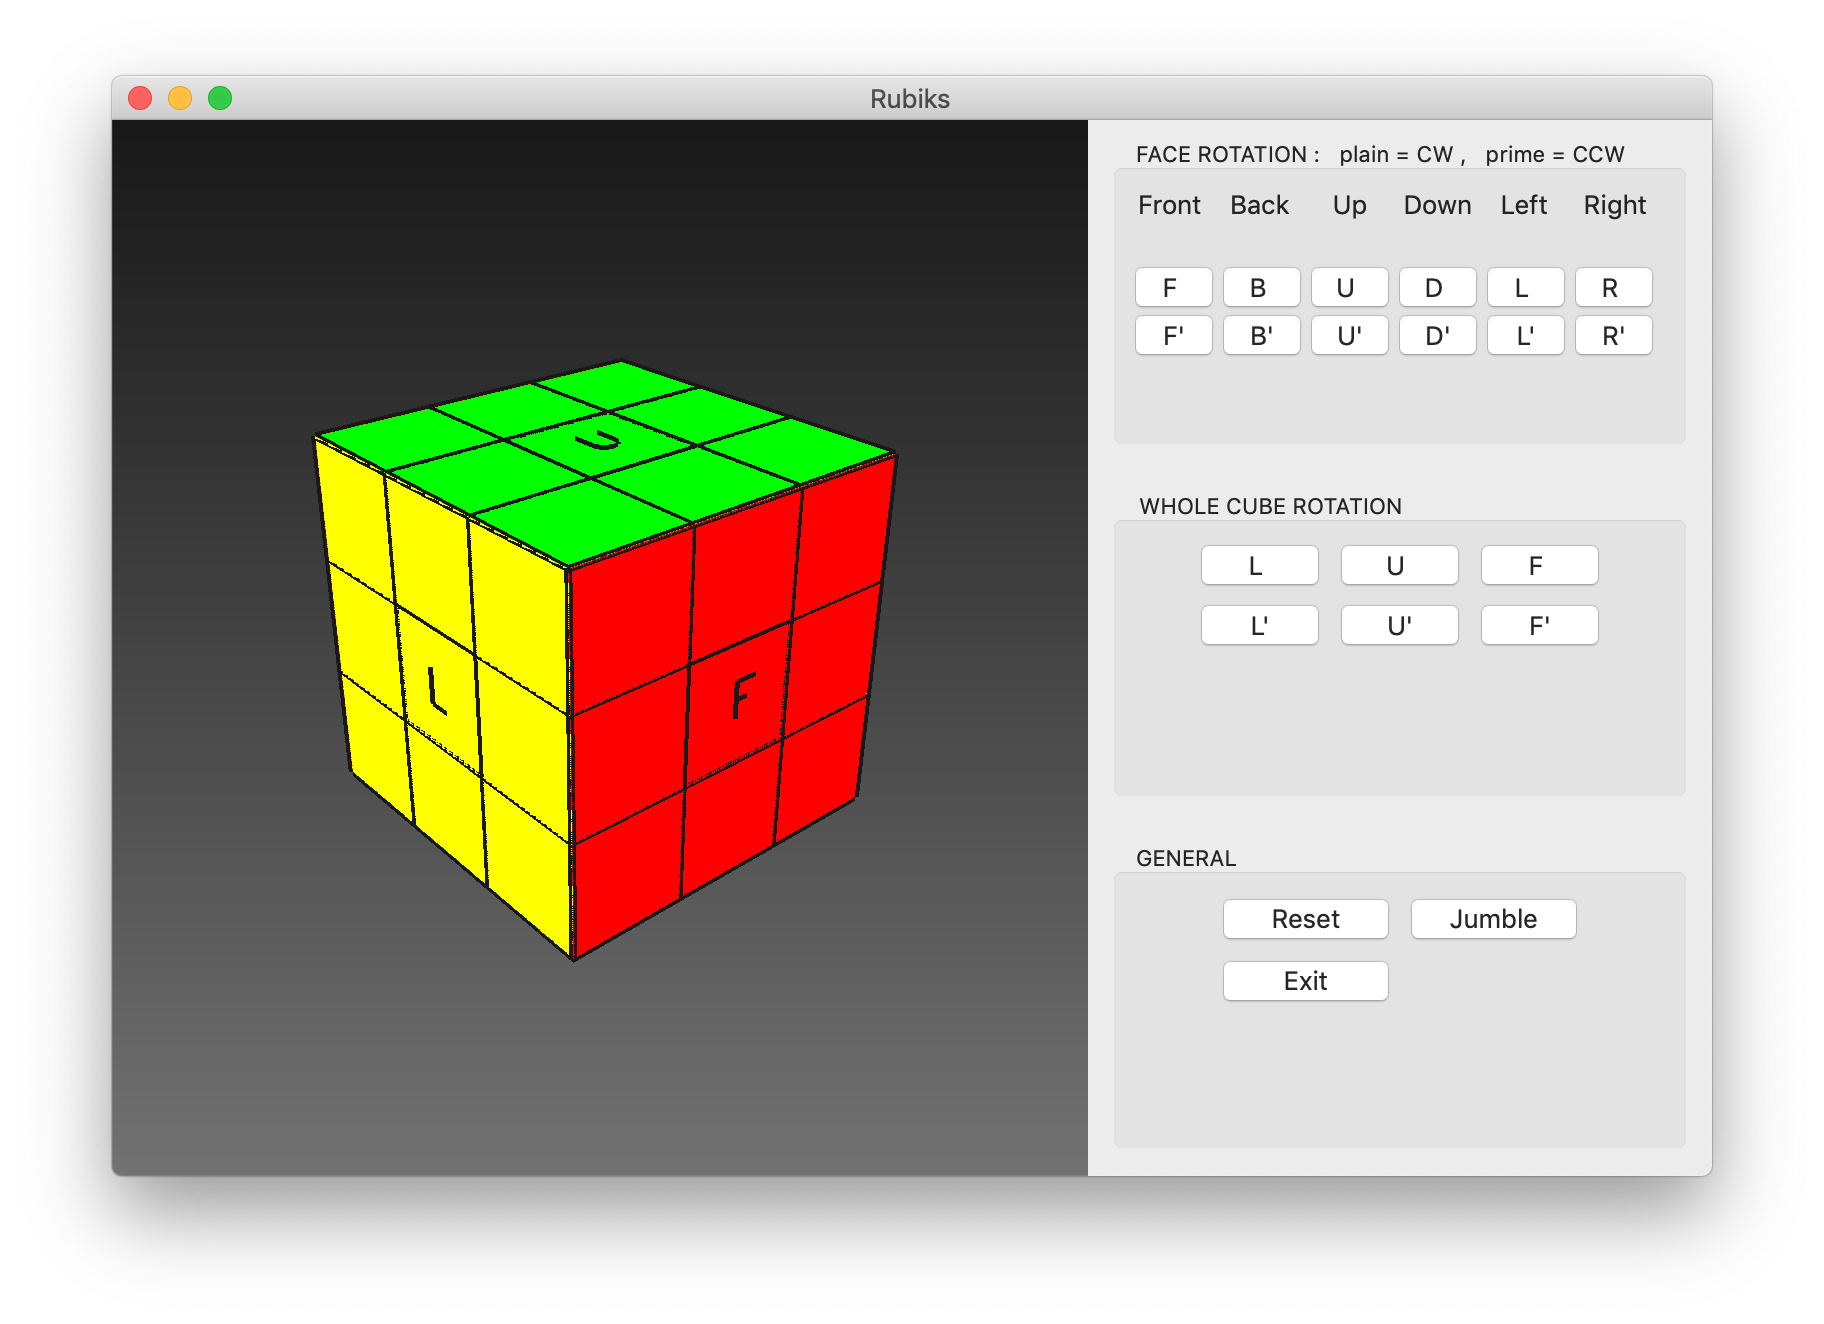 Rubiks
FACE ROTATION :   plain = CW ,   prime = CCW
Front Back Up Down Left Right
F B U D L R
F' B' U' D' L' R'
WHOLE CUBE ROTATION
L U F
L' U' F'
GENERAL
Reset Jumble
Exit
U
L F